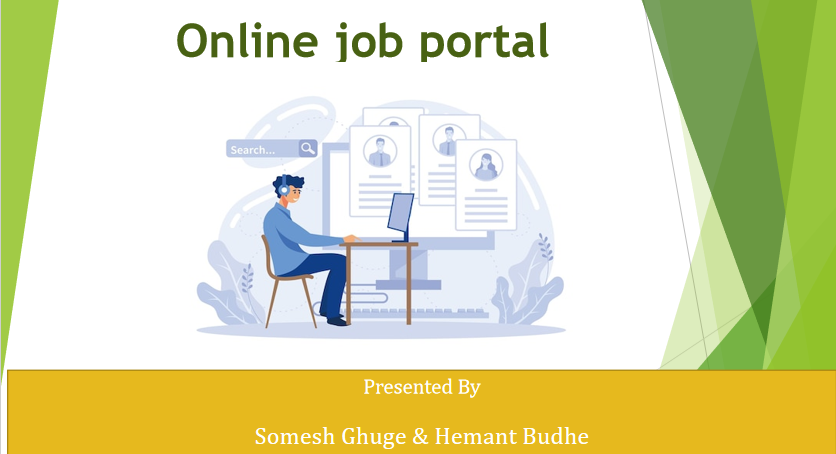 Online job portal
Search...
Presented By
Somesh Ghuge & Hemant Budhe